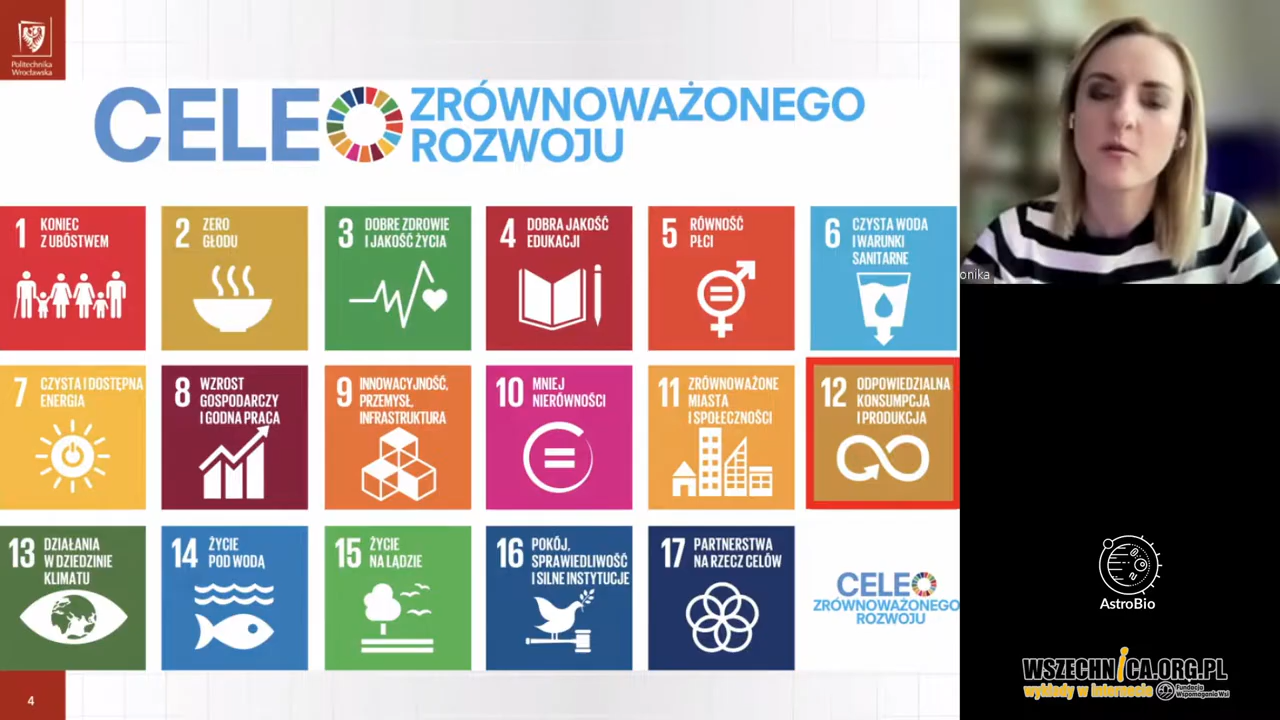 Politechnika
Wrocławska
CELE
ZRÓWNOWAŻONEGO
ROZWOJU
1 KONIEC
Z UBÓSTWEM
2 ZERO
GŁODU
3 DOBRE ZDROWIE
I JAKOŚĆ ŻYCIA
4 DOBRA JAKOŚĆ
EDUKACJI
5 RÓWNOŚĆ
PŁCI
6 CZYSTA WODA
I WARUNKI
SANITARNE
7 CZYSTA I DOSTĘPNA
ENERGIA
8 WZROST
GOSPODARCZY
I GODNA PRACA
9 INNOWACYJNOŚĆ,
PRZEMYSŁ,
INFRASTRUKTURA
10 MNIEJ
NIERÓWNOŚCI
11 ZRÓWNOWAŻONE
MIASTA
I SPOŁECZNOŚCI
12 ODPOWIEDZIALNA
KONSUMPCJA
I PRODUKCJA
13 DZIAŁANIA
W DZIEDZINIE
KLIMATU
14 ŻYCIE
POD WODĄ
15 ŻYCIE
NA LĄDZIE
16 POKÓJ,
SPRAWIEDLIWOŚĆ
I SILNE INSTYTUCJE
17 PARTNERSTWA
NA RZECZ CELÓW
CELE
ZRÓWNOWAŻONEGO
ROZWOJU
4
onika
AstroBio
WSZECHNICA.ORG.PL
wykłady w internecie
Fundacja
Wspomagania Wsi